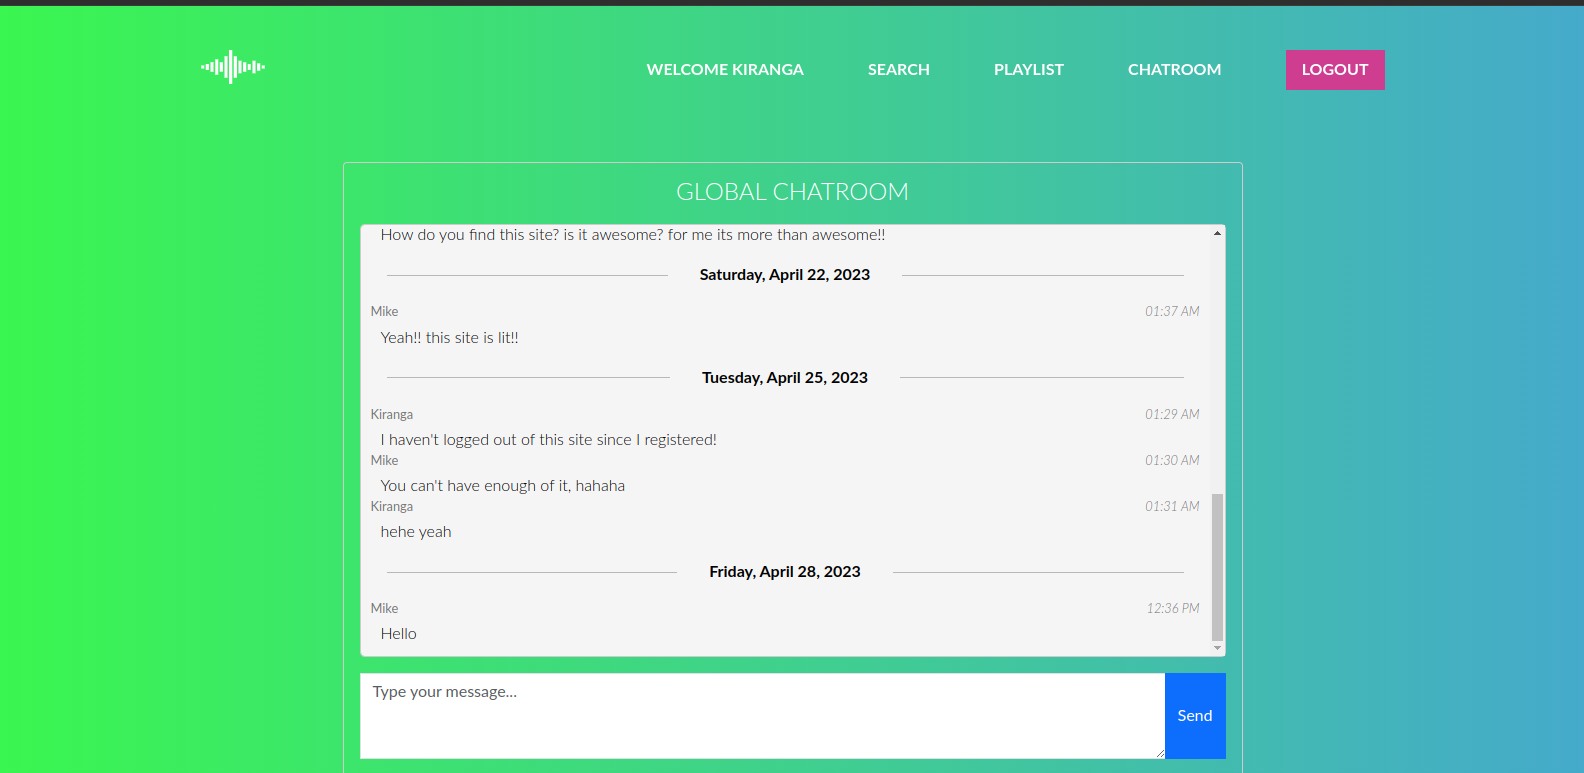 WELCOME KIRANGA SEARCH PLAYLIST CHATROOM LOGOUT
GLOBAL CHATROOM
How do you find this site? is it awesome? for me its more than awesome!!
Saturday, April 22, 2023
Mike 01:37 AM
Yeah!! this site is lit!!
Tuesday, April 25, 2023
Kiranga 01:29 AM
I haven't logged out of this site since I registered!
Mike 01:30 AM
You can't have enough of it, hahaha
Kiranga 01:31 AM
hehe yeah
Friday, April 28, 2023
Mike 12:36 PM
Hello
Type your message...
Send